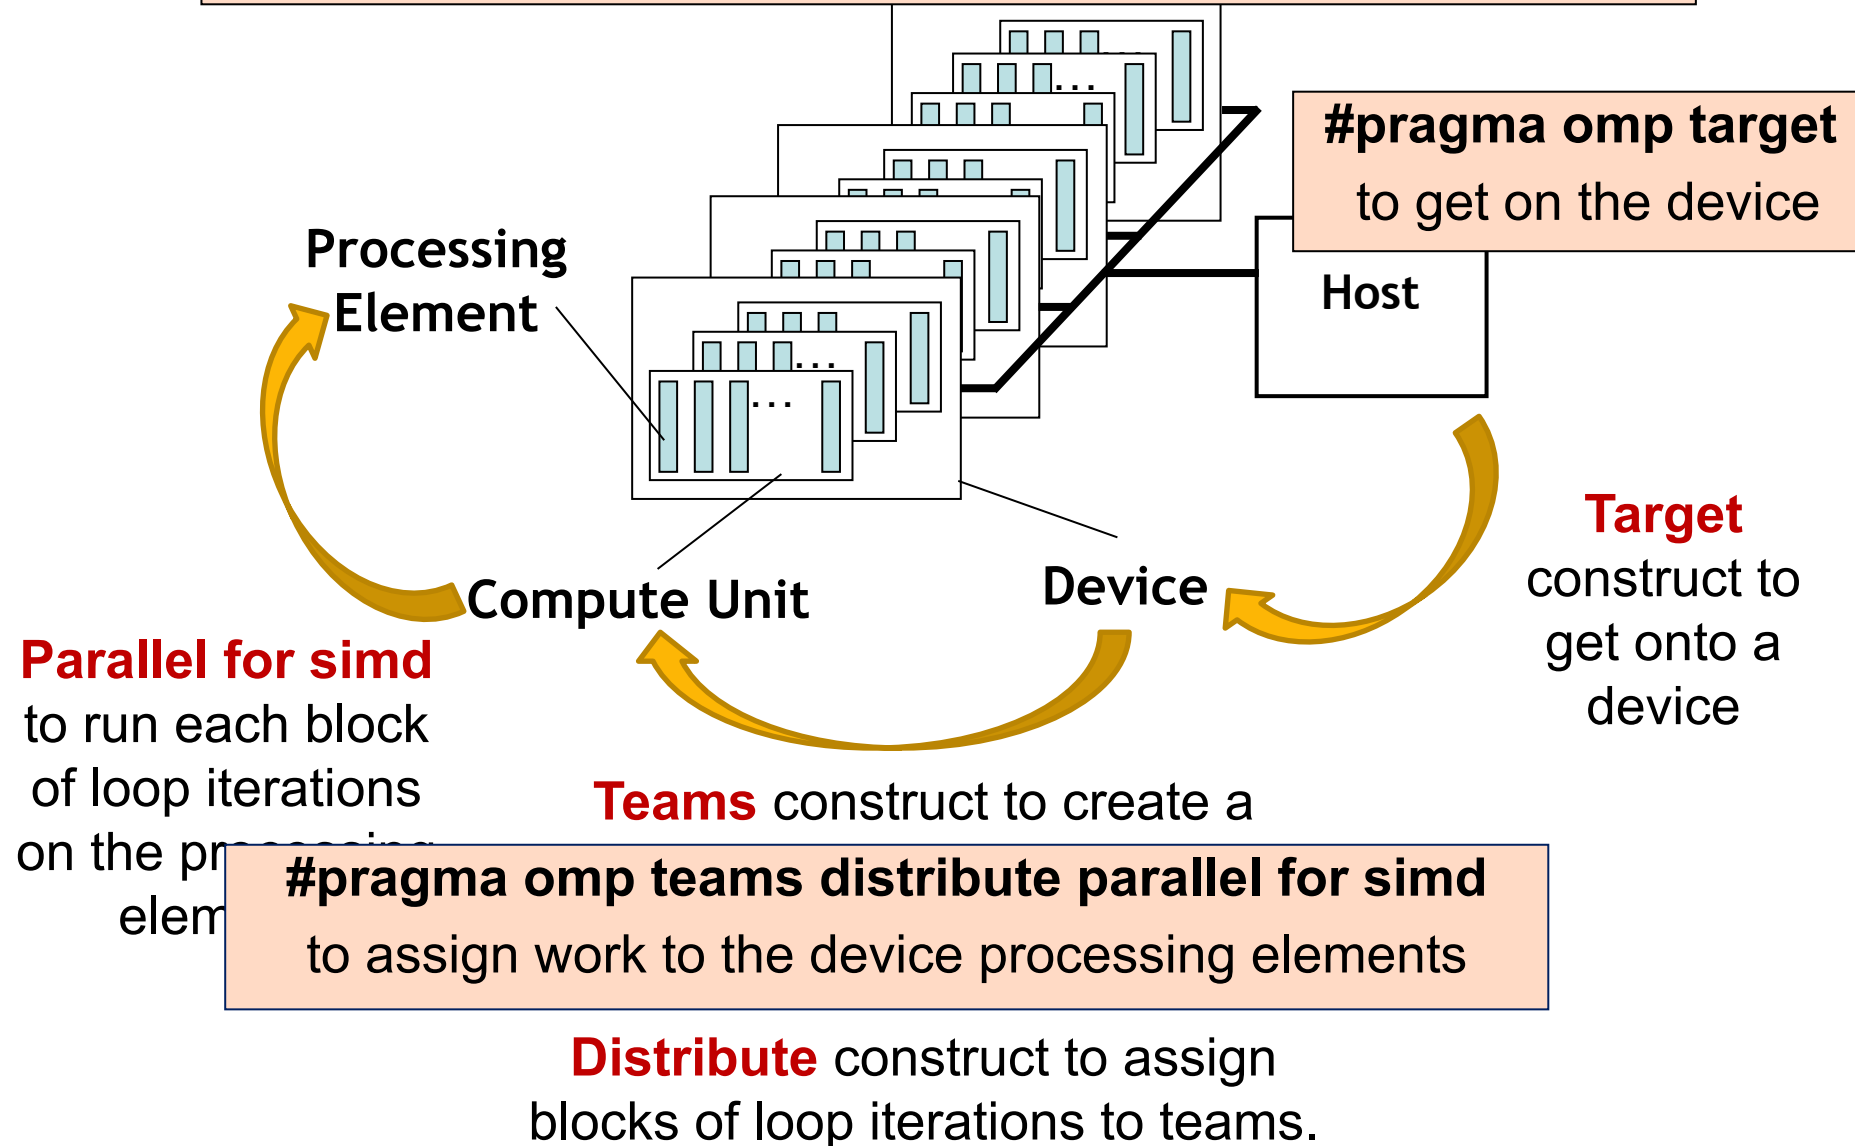 ...
...
#pragma omp target
to get on the device
Processing
Element
Host
...
...
Compute Unit
Device
Target
construct to
get onto a
device
Parallel for simd
to run each block
of loop iterations
on the
Teams construct to create a
#pragma omp teams distribute parallel for simd
to assign work to the device processing elements
Distribute construct to assign
blocks of loop iterations to teams.